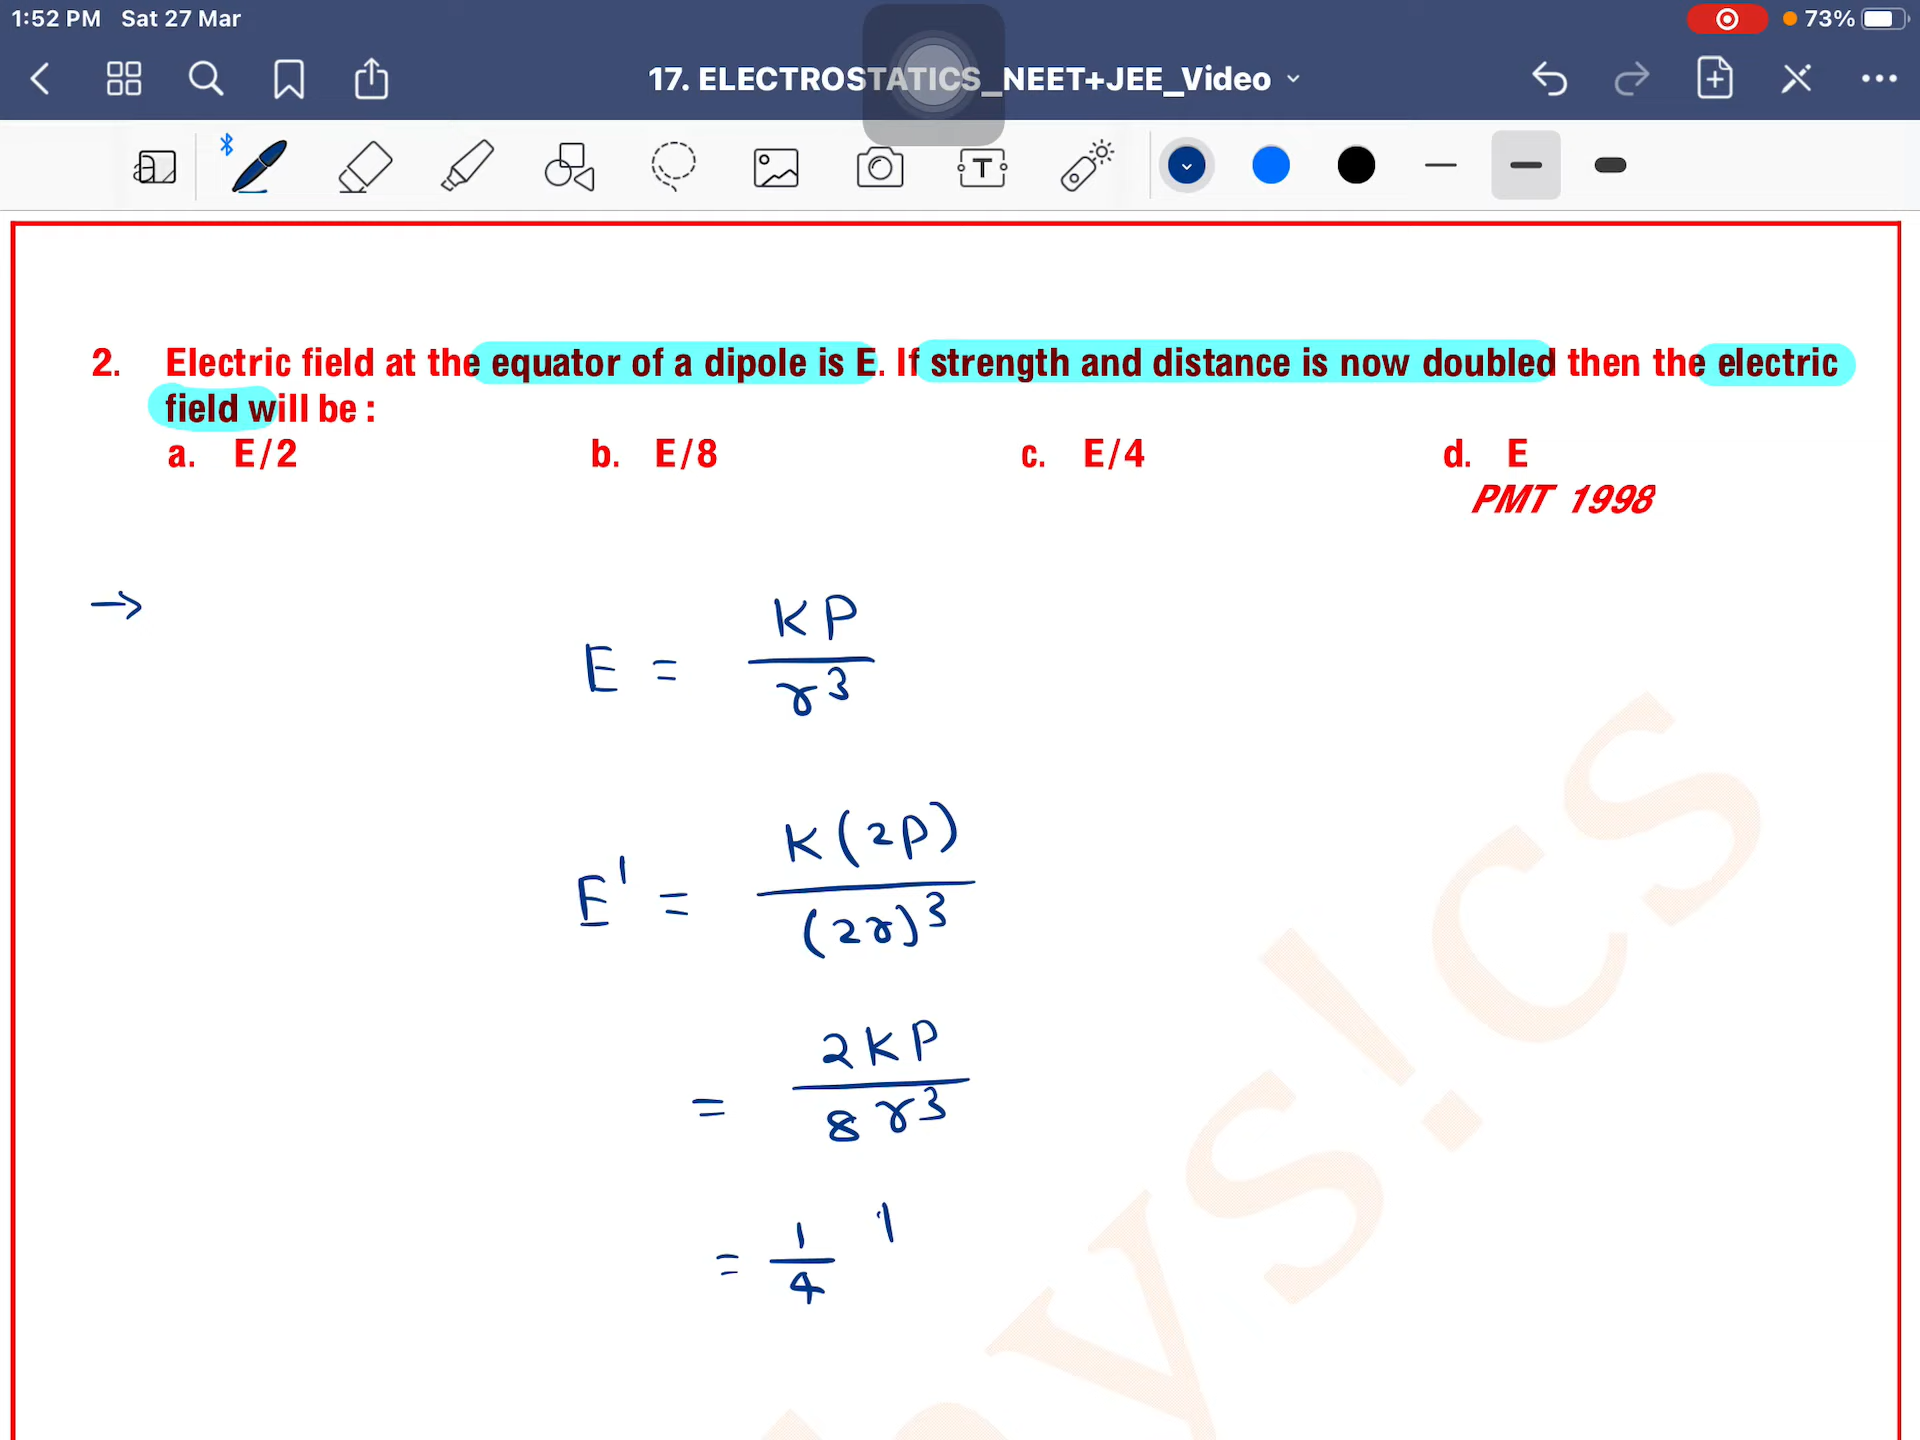 1:52 PM Sat 27 Mar
73%
17. ELECTROSTATICS_NEET+JEE_Video
a
T
2. Electric field at the equator of a dipole is E. If strength and distance is now doubled then the electric
field will be :
a. E/2 b. E/8 c. E/4 d. E
PMT 1998
→ E = KP / r³
E' = K(2P) / (2r)³
= 2KP / 8r³
= 1/4
ys!cs